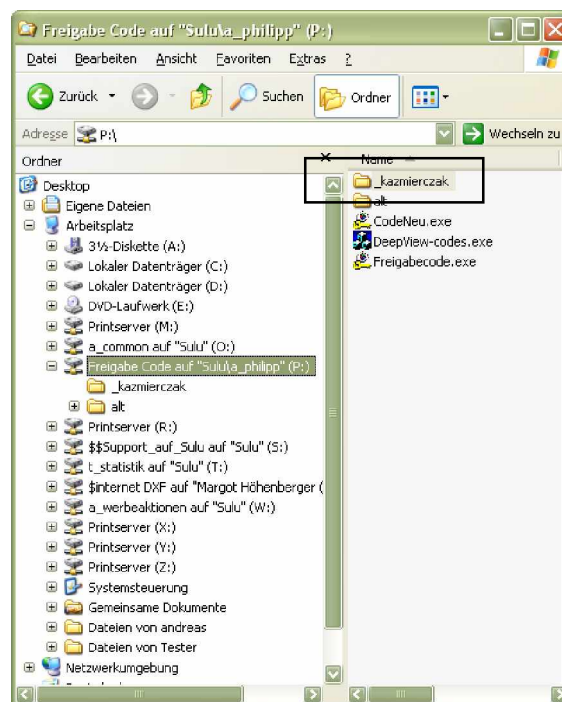 Freigabe Code auf "Sulu\a_philipp" (P:)
Datei Bearbeiten Ansicht Favoriten Extras ?
Zurück Suchen Ordner
Adresse P:\ Wechseln zu
Ordner
Desktop
Eigene Dateien
Arbeitsplatz
3½-Diskette (A:)
Lokaler Datenträger (C:)
Lokaler Datenträger (D:)
DVD-Laufwerk (E:)
Printserver (M:)
a_common auf "Sulu" (O:)
Freigabe Code auf "Sulu\a_philipp" (P:)
_kazmierczak
alt
Printserver (R:)
$$Support_auf_Sulu auf "Sulu" (S:)
t_statistik auf "Sulu" (T:)
$internet DXF auf "Margot Höhenberger (
a_werbeaktionen auf "Sulu" (W:)
Printserver (X:)
Printserver (Y:)
Printserver (Z:)
Systemsteuerung
Gemeinsame Dokumente
Dateien von andreas
Dateien von Tester
Netzwerkumgebung
Name
_kazmierczak
alt
CodeNeu.exe
DeepView-codes.exe
Freigabecode.exe